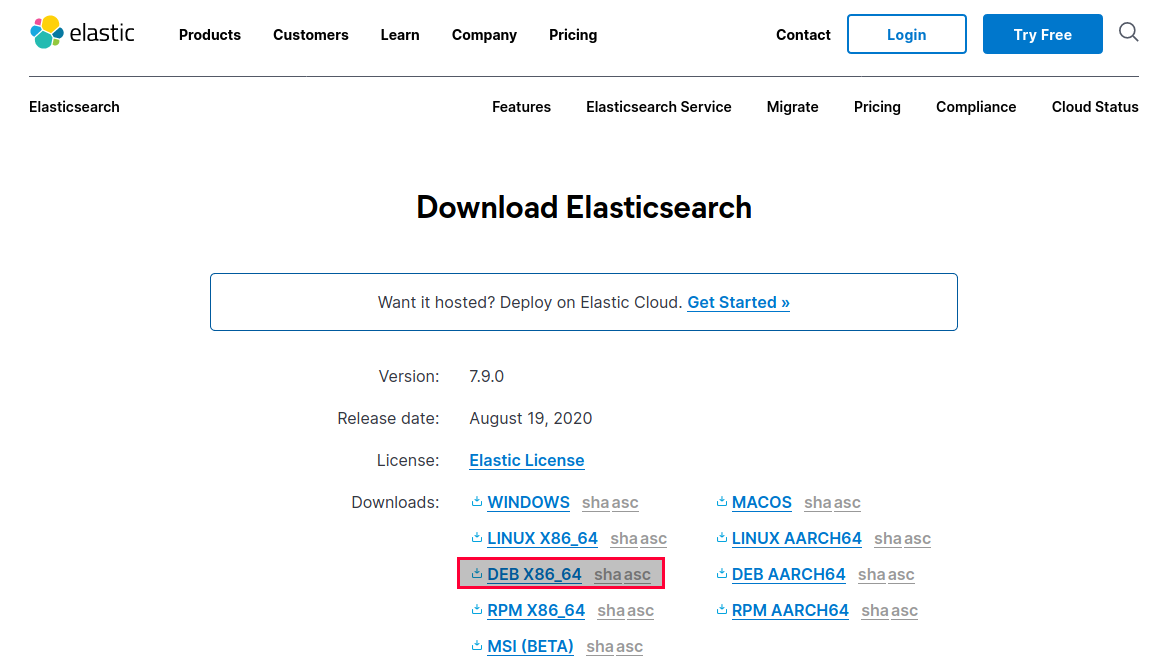 elastic Products Customers Learn Company Pricing Contact Login Try Free
Elasticsearch Features Elasticsearch Service Migrate Pricing Compliance Cloud Status
Download Elasticsearch
Want it hosted? Deploy on Elastic Cloud. Get Started »
Version: 7.9.0
Release date: August 19, 2020
License: Elastic License
Downloads: WINDOWS sha asc MACOS sha asc
LINUX X86_64 sha asc LINUX AARCH64 sha asc
DEB X86_64 sha asc DEB AARCH64 sha asc
RPM X86_64 sha asc RPM AARCH64 sha asc
MSI (BETA) sha asc